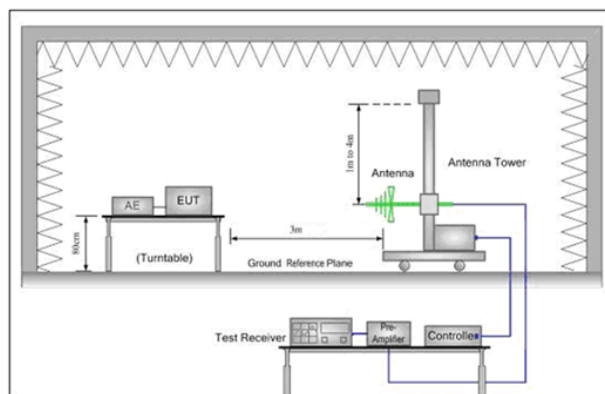 1m to 4m
Antenna
Antenna Tower
AE
EUT
80cm
(Turntable)
3m
Ground Reference Plane
Test Receiver
Pre-
Amplifier
Controller